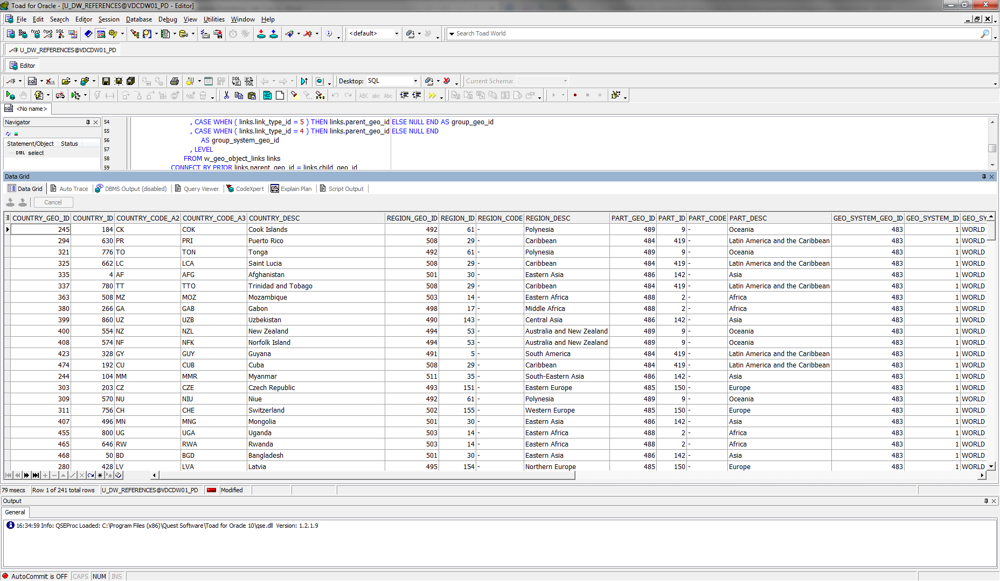 Toad for Oracle - [U_DW_REFERENCES@VDCDW01_PD - Editor]
File Edit Search Editor Session Database Debug View Utilities Window Help
<default> Search Toad World
U_DW_REFERENCES@VDCDW01_PD
Editor
SQL Desktop: SQL Current Schema:
ABC abc Abc
SQL <No name>
Navigator
Statement/Object Status
DML select
54 , CASE WHEN ( links.link_type_id = 5 ) THEN links.parent_geo_id ELSE NULL END AS group_geo_id
55 , CASE WHEN ( links.link_type_id = 4 ) THEN links.parent_geo_id ELSE NULL END
56 AS group_system_geo_id
57 , LEVEL
58 FROM w_geo_object_links links
59 CONNECT BY PRIOR links.parent_geo_id = links.child_geo_id
Data Grid
Data Grid Auto Trace DBMS Output (disabled) Query Viewer CodeXpert Explain Plan Script Output
Cancel
COUNTRY_GEO_ID COUNTRY_ID COUNTRY_CODE_A2 COUNTRY_CODE_A3 COUNTRY_DESC REGION_GEO_ID REGION_ID REGION_CODE REGION_DESC PART_GEO_ID PART_ID PART_CODE PART_DESC GEO_SYSTEM_GEO_ID GEO_SYSTEM_ID GEO_SY
245 184 CK COK Cook Islands 492 61 - Polynesia 489 9 - Oceania 483 1 WORLD
294 630 PR PRI Puerto Rico 508 29 - Caribbean 484 419 - Latin America and the Caribbean 483 1 WORLD
321 776 TO TON Tonga 492 61 - Polynesia 489 9 - Oceania 483 1 WORLD
325 662 LC LCA Saint Lucia 508 29 - Caribbean 484 419 - Latin America and the Caribbean 483 1 WORLD
335 4 AF AFG Afghanistan 501 30 - Eastern Asia 486 142 - Asia 483 1 WORLD
337 780 TT TTO Trinidad and Tobago 508 29 - Caribbean 484 419 - Latin America and the Caribbean 483 1 WORLD
363 508 MZ MOZ Mozambique 503 14 - Eastern Africa 488 2 - Africa 483 1 WORLD
380 266 GA GAB Gabon 498 17 - Middle Africa 488 2 - Africa 483 1 WORLD
399 860 UZ UZB Uzbekistan 490 143 - Central Asia 486 142 - Asia 483 1 WORLD
400 554 NZ NZL New Zealand 494 53 - Australia and New Zealand 489 9 - Oceania 483 1 WORLD
408 574 NF NFK Norfolk Island 494 53 - Australia and New Zealand 489 9 - Oceania 483 1 WORLD
423 328 GY GUY Guyana 491 5 - South America 484 419 - Latin America and the Caribbean 483 1 WORLD
474 192 CU CUB Cuba 508 29 - Caribbean 484 419 - Latin America and the Caribbean 483 1 WORLD
244 104 MM MMR Myanmar 511 35 - South-Eastern Asia 486 142 - Asia 483 1 WORLD
303 203 CZ CZE Czech Republic 493 151 - Eastern Europe 485 150 - Europe 483 1 WORLD
309 570 NU NIU Niue 492 61 - Polynesia 489 9 - Oceania 483 1 WORLD
311 756 CH CHE Switzerland 502 155 - Western Europe 485 150 - Europe 483 1 WORLD
407 496 MN MNG Mongolia 501 30 - Eastern Asia 486 142 - Asia 483 1 WORLD
455 800 UG UGA Uganda 503 14 - Eastern Africa 488 2 - Africa 483 1 WORLD
465 646 RW RWA Rwanda 503 14 - Eastern Africa 488 2 - Africa 483 1 WORLD
468 50 BD BGD Bangladesh 501 30 - Eastern Asia 486 142 - Asia 483 1 WORLD
280 428 LV LVA Latvia 495 154 - Northern Europe 485 150 - Europe 483 1 WORLD
79 msecs Row 1 of 241 total rows U_DW_REFERENCES@VDCDW01_PD Modified
Output
General
16:34:59 Info: QSEProc Loaded: C:\Program Files (x86)\Quest Software\Toad for Oracle 10\qse.dll Version: 1.2.1.9
AutoCommit is OFF CAPS NUM INS